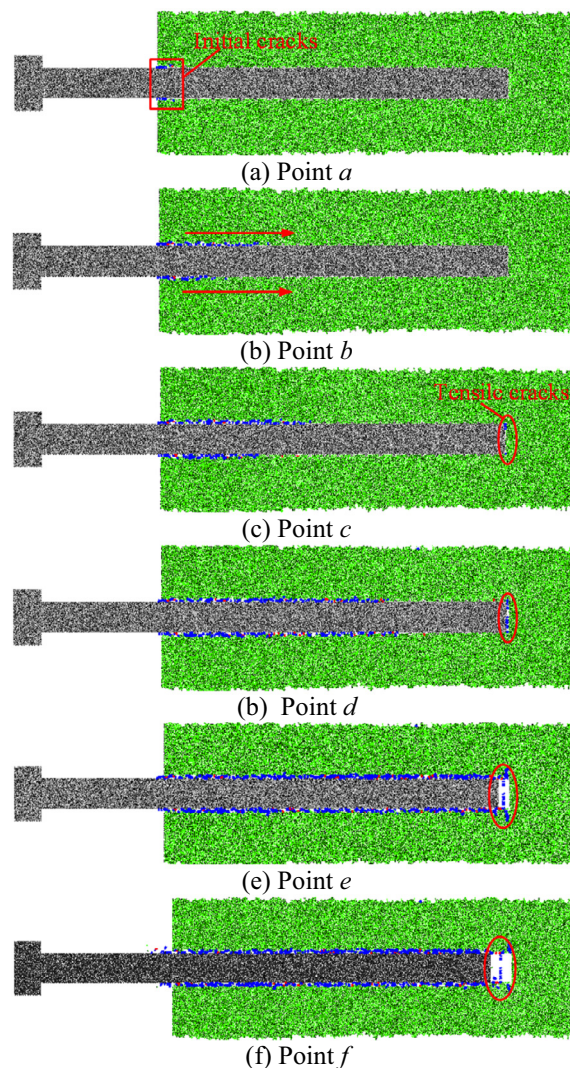 Initial cracks
(a) Point a
(b) Point b
Tensile cracks
(c) Point c
(b) Point d
(e) Point e
(f) Point f